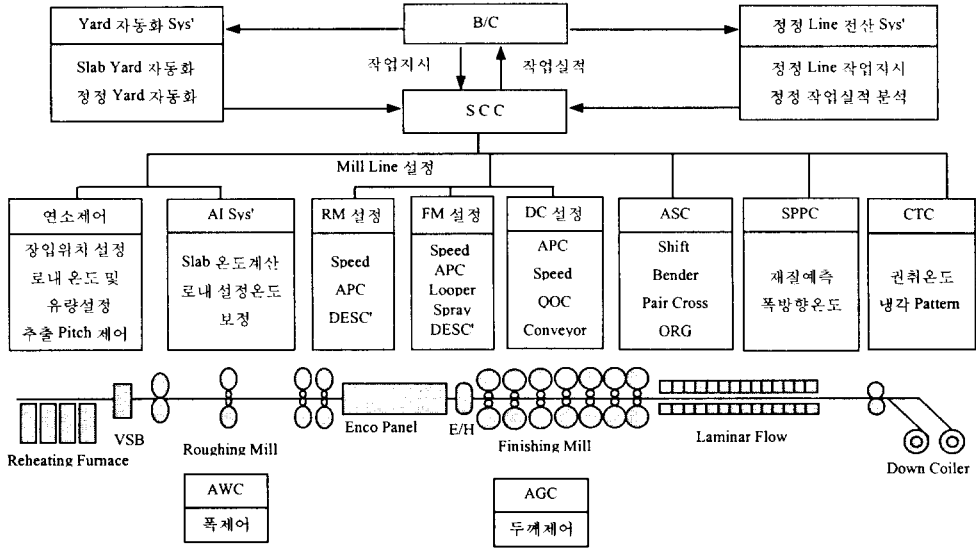 Yard 자동화 Sys'
Slab Yard 자동화
정정 Yard 자동화
B/C
작업지시
작업실적
S C C
정정 Line 전산 Sys'
정정 Line 작업지시
정정 작업실적 분석
Mill Line 설정
연소제어
장입위치 설정
로내 온도 및
유량설정
추출 Pitch 제어
AI Sys'
Slab 온도계산
로내 설정온도
보정
RM 설정
Speed
APC
DESC'
FM 설정
Speed
APC
Looper
Spray
DESC'
DC 설정
APC
Speed
QOC
Conveyor
ASC
Shift
Bender
Pair Cross
ORG
SPPC
재질예측
폭방향온도
CTC
권취온도
냉각 Pattern
Reheating Furnace
VSB
Roughing Mill
Enco Panel
E/H
Finishing Mill
Laminar Flow
Down Coiler
AWC
폭제어
AGC
두께제어